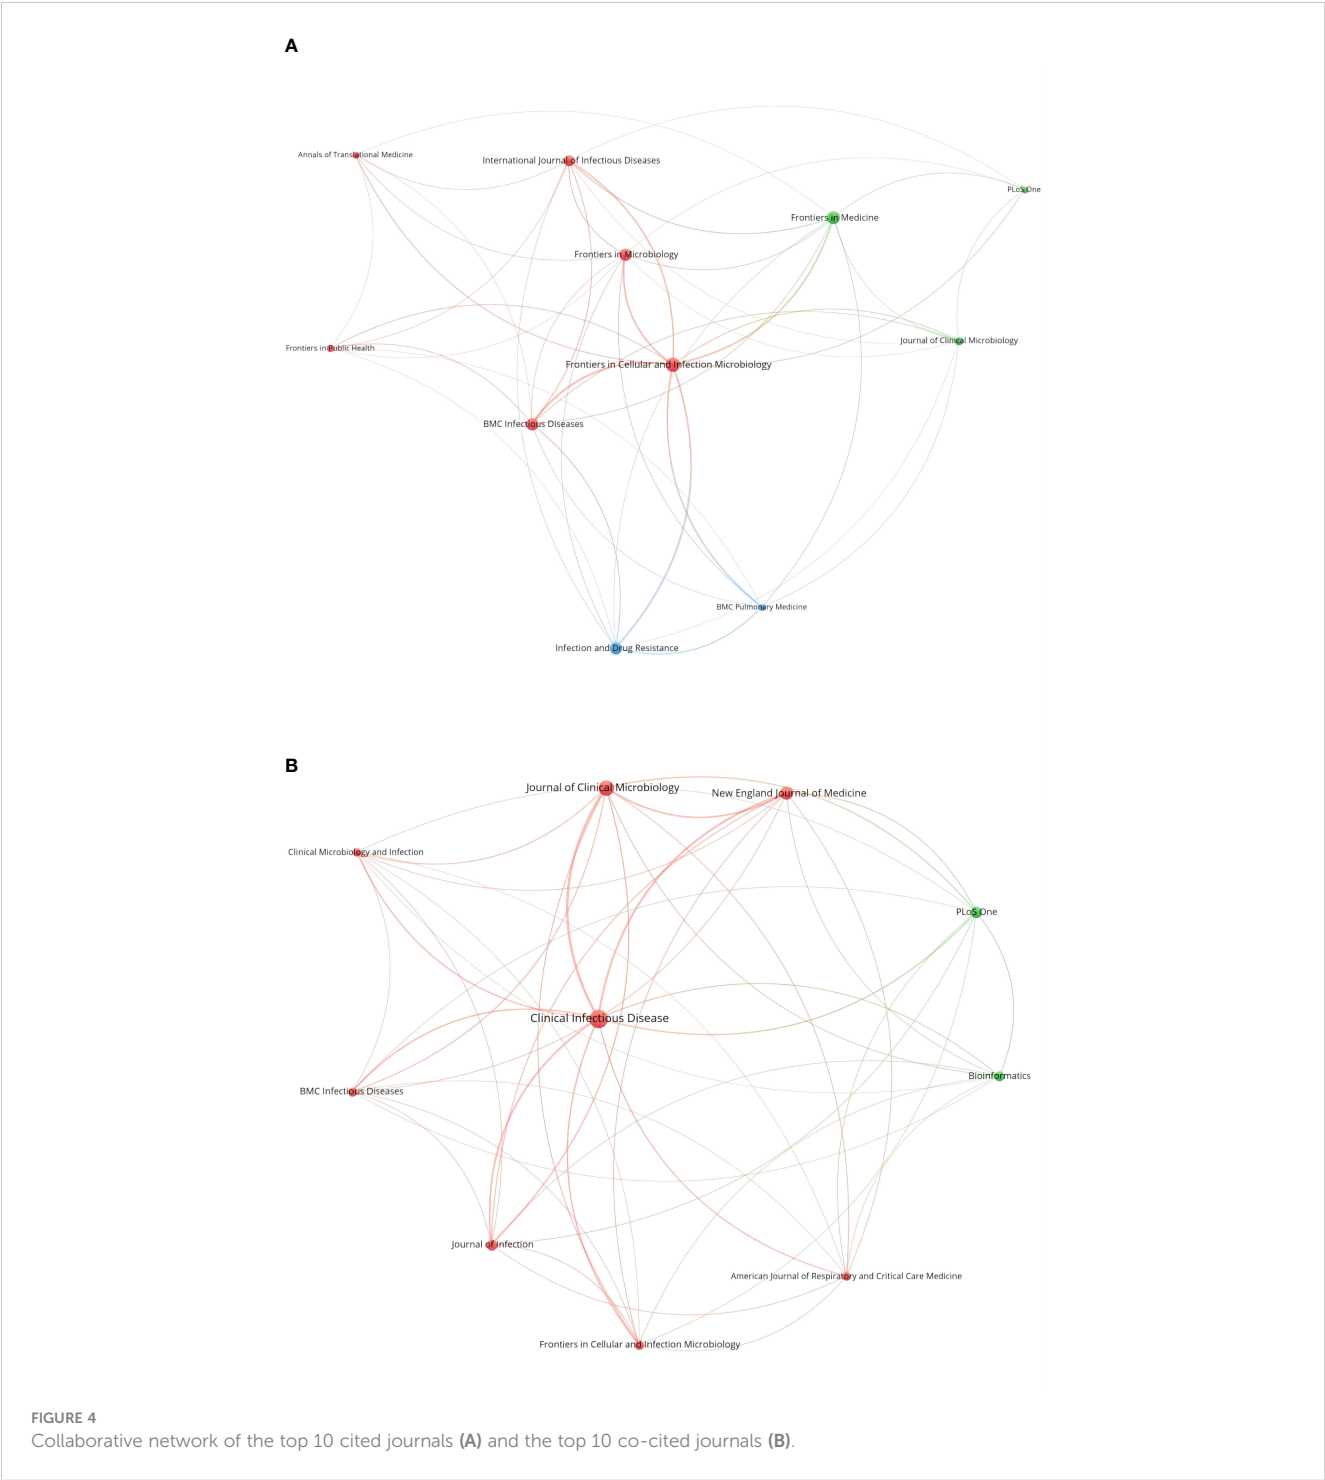 A
Annals of Translational Medicine
International Journal of Infectious Diseases
PLoS One
Frontiers in Medicine
Frontiers in Microbiology
Journal of Clinical Microbiology
Frontiers in Public Health
Frontiers in Cellular and Infection Microbiology
BMC Infectious Diseases
BMC Pulmonary Medicine
Infection and Drug Resistance
B
Journal of Clinical Microbiology
New England Journal of Medicine
Clinical Microbiology and Infection
PLoS One
Clinical Infectious Disease
Bioinformatics
BMC Infectious Diseases
Journal of Infection
American Journal of Respiratory and Critical Care Medicine
Frontiers in Cellular and Infection Microbiology
FIGURE 4
Collaborative network of the top 10 cited journals (A) and the top 10 co-cited journals (B).